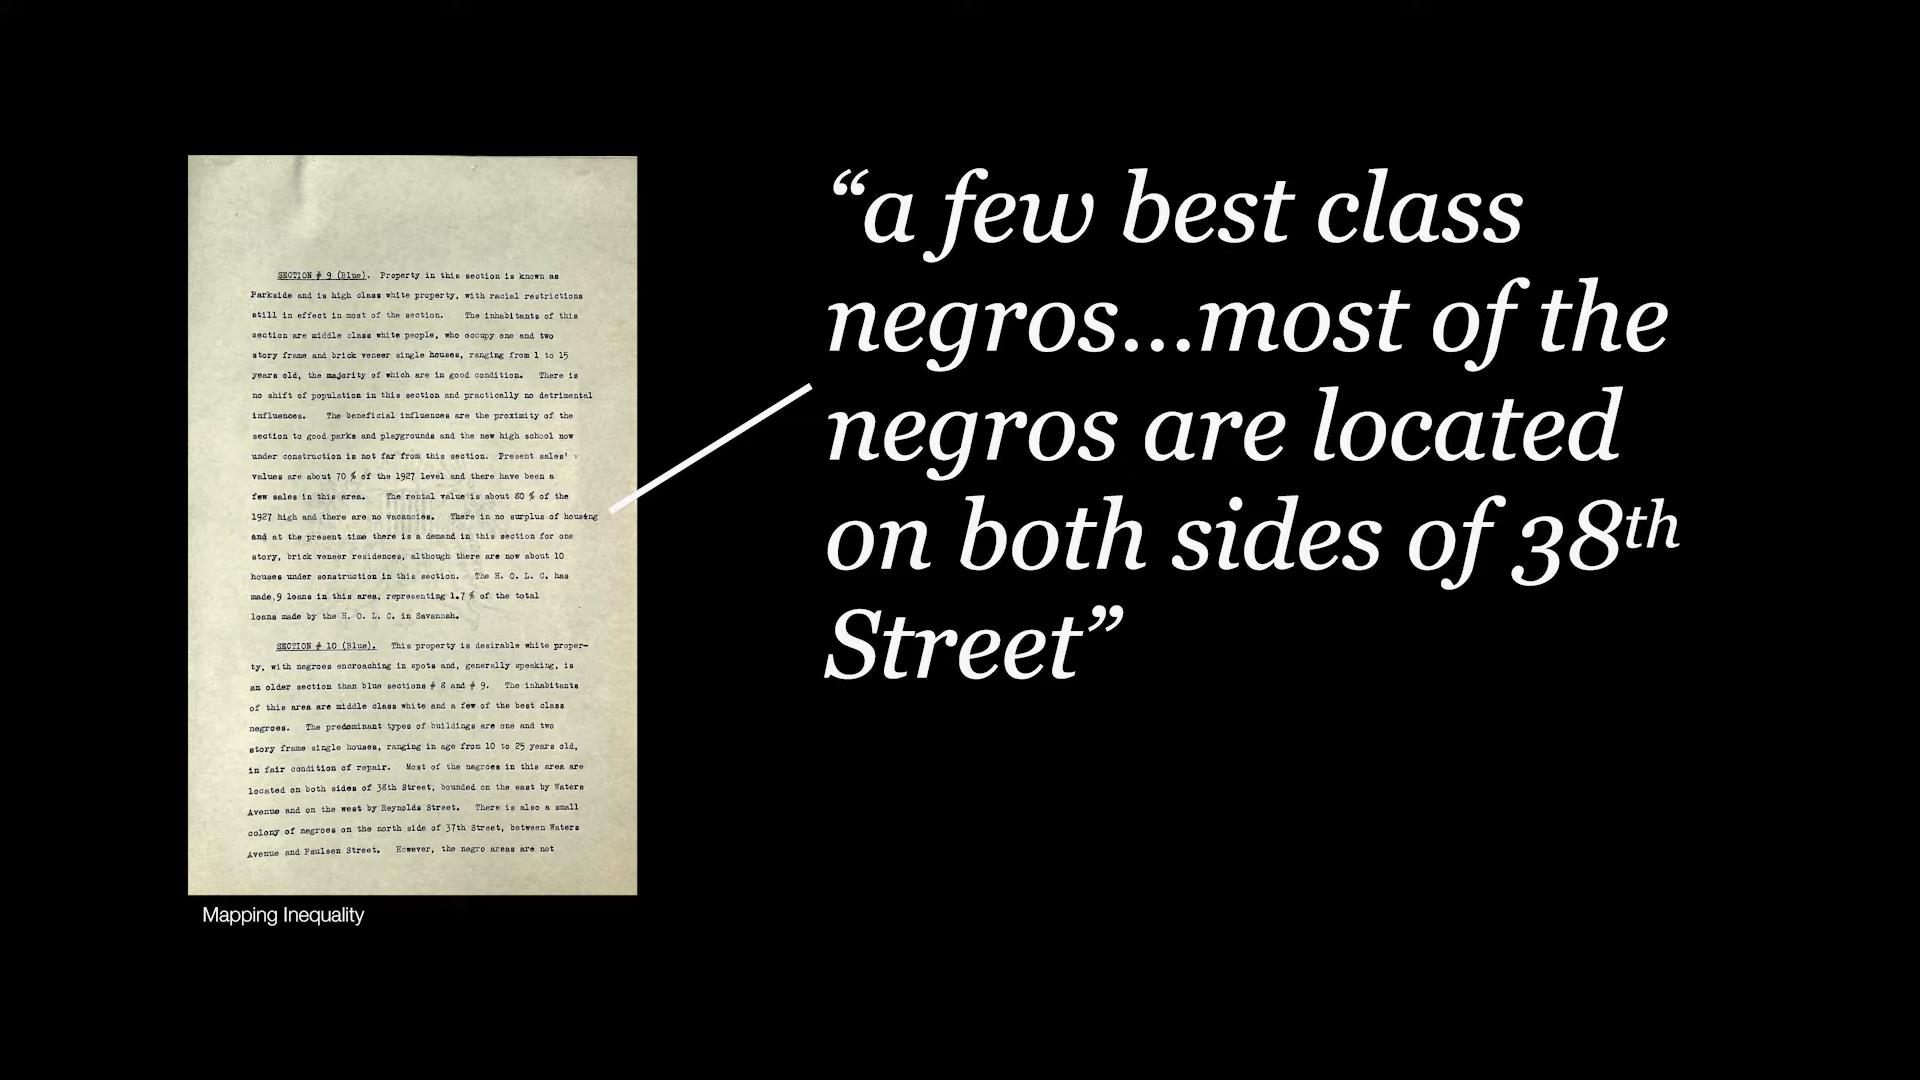 SECTION # 9 (Blue). Property in this section is known as
Parkside and is high class white property, with racial restrictions
still in effect in most of the section. The inhabitants of this
section are middle class white people, who occupy one and two
story frame and brick veneer single houses, ranging from 1 to 15
years old, the majority of which are in good condition. There is
no shift of population in this section and practically no detrimental
influences. The beneficial influences are the proximity of the
section to good parks and playgrounds and the new high school now
under construction is not far from this section. Present sales'
values are about 70 % of the 1927 level and there have been a
few sales in this area. The rental value is about 80 % of the
1927 high and there are no vacancies. There in no surplus of housing
and at the present time there is a demand in this section for one
story, brick veneer residences, although there are now about 10
houses under sonstruction in this section. The H. O. L. C. has
made,9 loans in this area, representing 1.7 % of the total
loans made by the H. O. L. C. in Savannah.
SECTION # 10 (Blue). This property is desirable white proper-
ty, with negroes encroaching in spots and, generally speaking, is
an older section than blue sections # 8 and # 9. The inhabitants
of this area are middle class white and a few of the best class
negroes. The predominant types of buildings are one and two
story frame single houses, ranging in age from 10 to 25 years old,
in fair condition of repair. Most of the negroes in this area are
located on both sides of 38th Street, bounded on the east by Waters
Avenue and on the west by Reynolds Street. There is also a small
colony of negroes on the north side of 37th Street, between Waters
Avenue and Paulsen Street. However, the negro areas are not
Mapping Inequality
“a few best class
negros...most of the
negros are located
on both sides of 38th
Street”